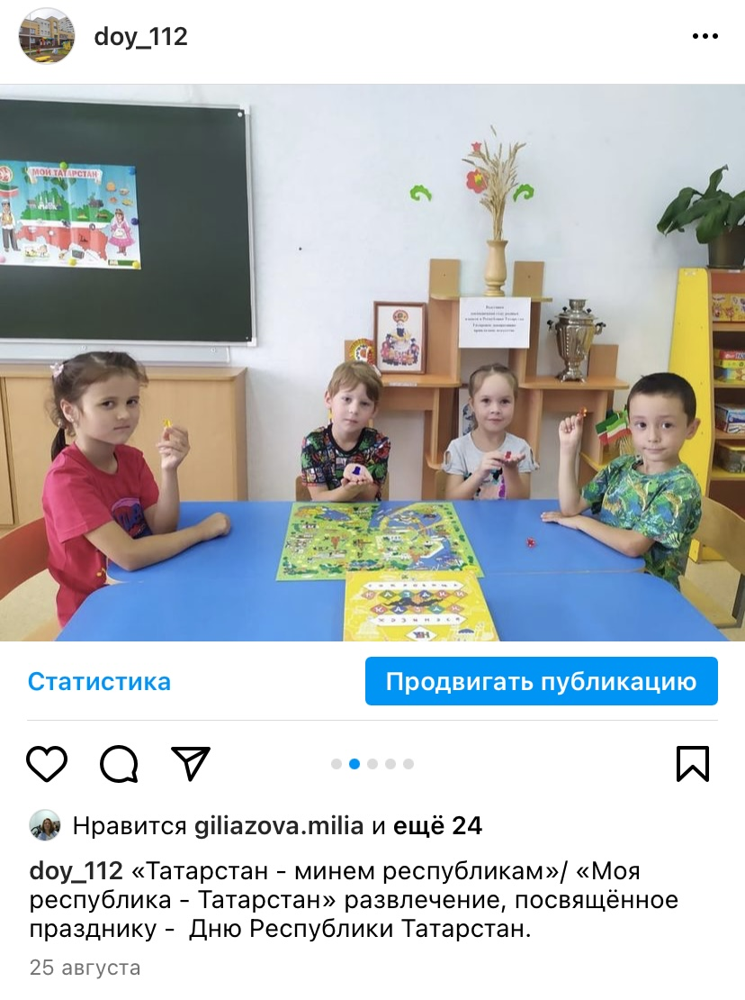 doy_112
МОЙ ТАТАРСТАН
Статистика
Продвигать публикацию
Нравится giliazova.milia и ещё 24
doy_112 «Татарстан - минем республикам»/ «Моя
республика - Татарстан» развлечение, посвящённое
празднику -  Дню Республики Татарстан.
25 августа